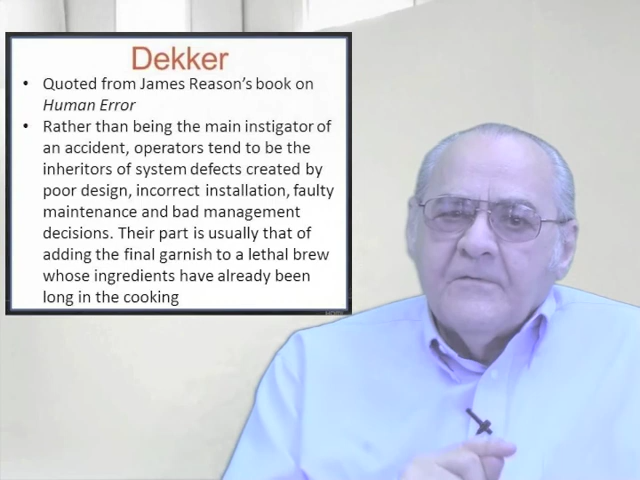 Dekker
• Quoted from James Reason's book on
Human Error
• Rather than being the main instigator of
an accident, operators tend to be the
inheritors of system defects created by
poor design, incorrect installation, faulty
maintenance and bad management
decisions. Their part is usually that of
adding the final garnish to a lethal brew
whose ingredients have already been
long in the cooking